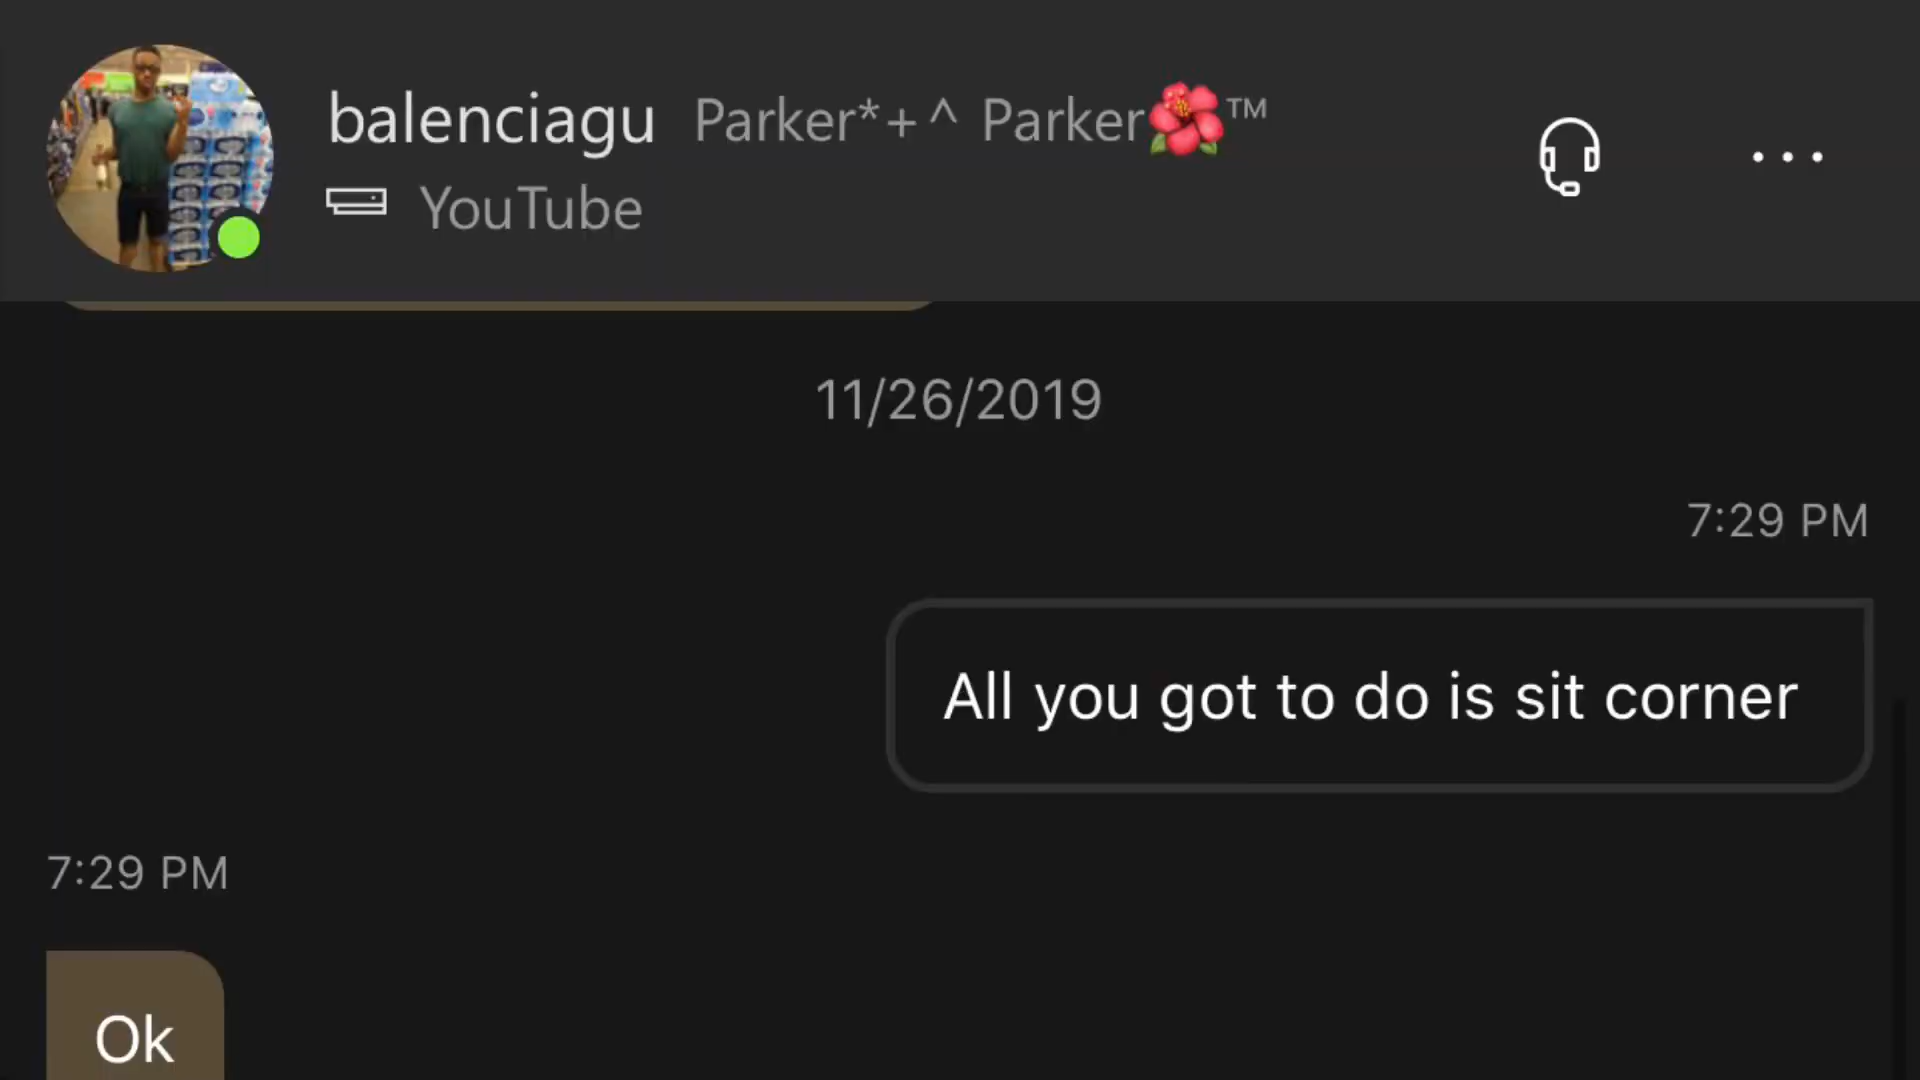 balenciagu Parker*+^ Parker🌺™
YouTube
11/26/2019
7:29 PM
All you got to do is sit corner
7:29 PM
Ok